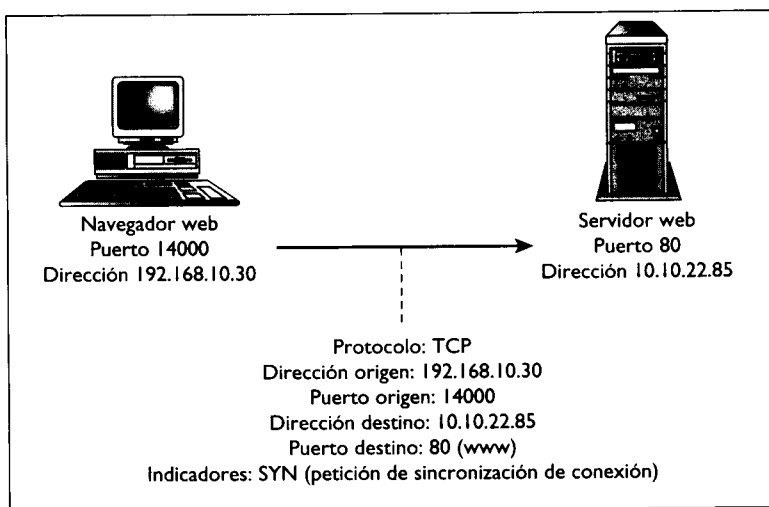 Navegador web
Puerto 14000
Dirección 192.168.10.30
Servidor web
Puerto 80
Dirección 10.10.22.85
Protocolo: TCP
Dirección origen: 192.168.10.30
Puerto origen: 14000
Dirección destino: 10.10.22.85
Puerto destino: 80 (www)
Indicadores: SYN (petición de sincronización de conexión)